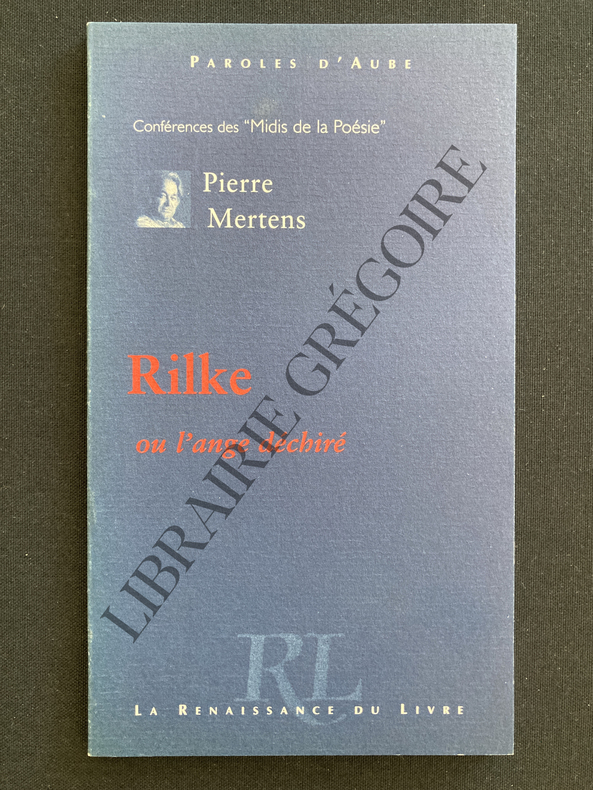 PAROLES D'AUBE
Conférences des "Midis de la Poésie"
Pierre
Mertens
Rilke
ou l'ange déchiré
LIBRAIRIE GRÉGOIRE
RL
LA RENAISSANCE DU LIVRE